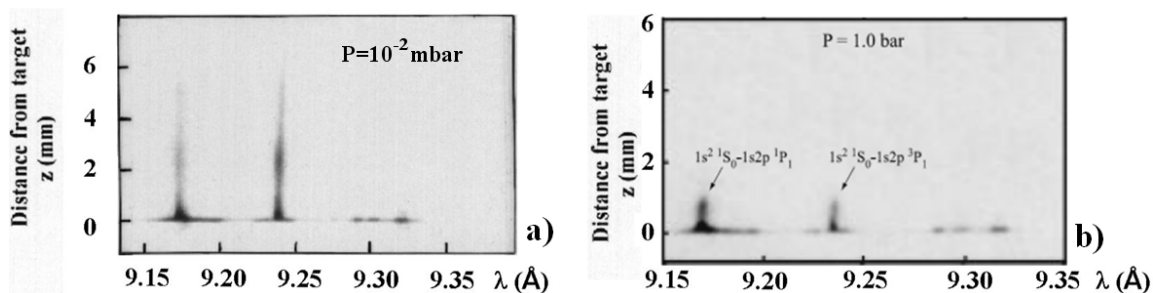 Distance from target
z (mm)
6
4
2
0
P=10⁻² mbar
a)
9.15 9.20 9.25 9.30 9.35 λ (Å)
Distance from target
z (mm)
6
4
2
0
P = 1.0 bar
1s² ¹S₀-1s2p ¹P₁ 1s² ¹S₀-1s2p ³P₁
b)
9.15 9.20 9.25 9.30 9.35 λ (Å)